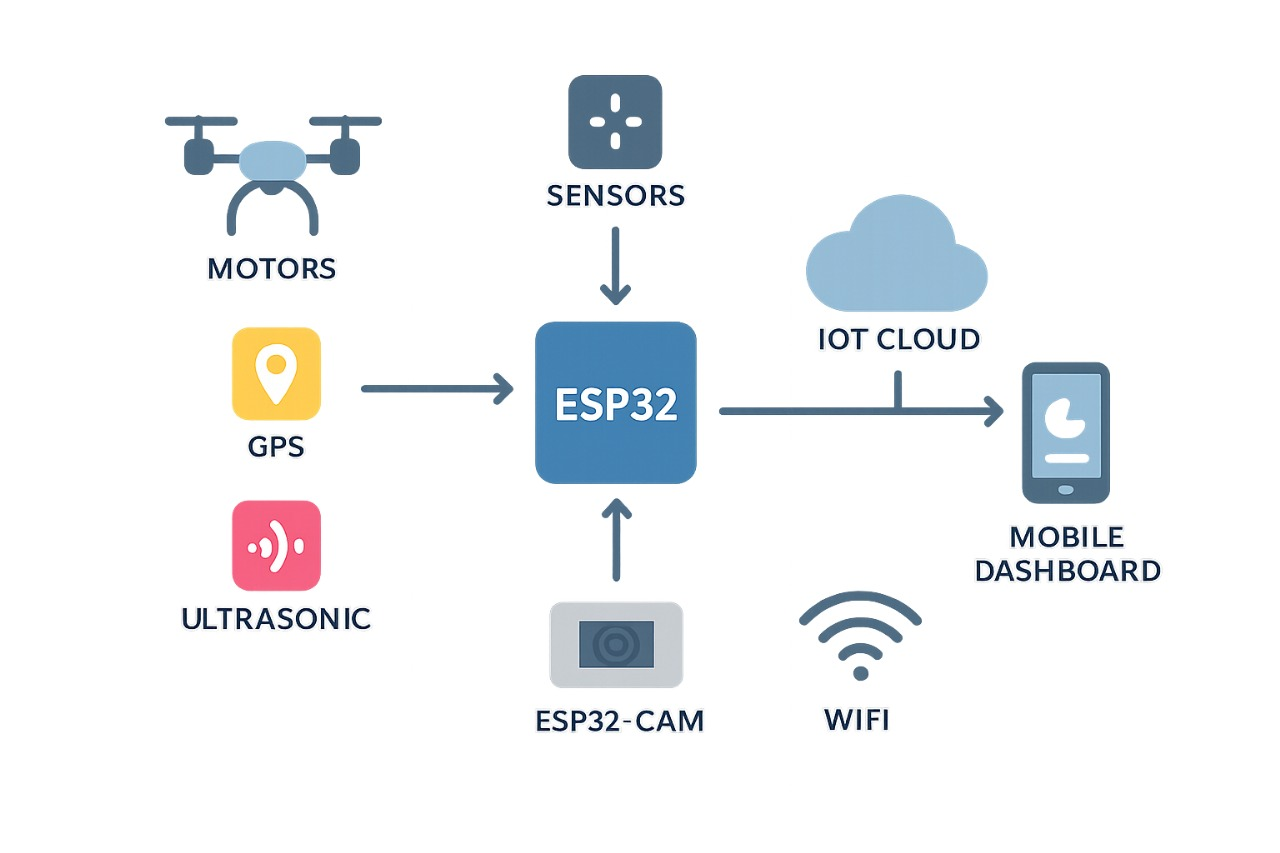 SENSORS
MOTORS
IOT CLOUD
ESP32
GPS
MOBILE
DASHBOARD
ULTRASONIC
ESP32-CAM
WIFI